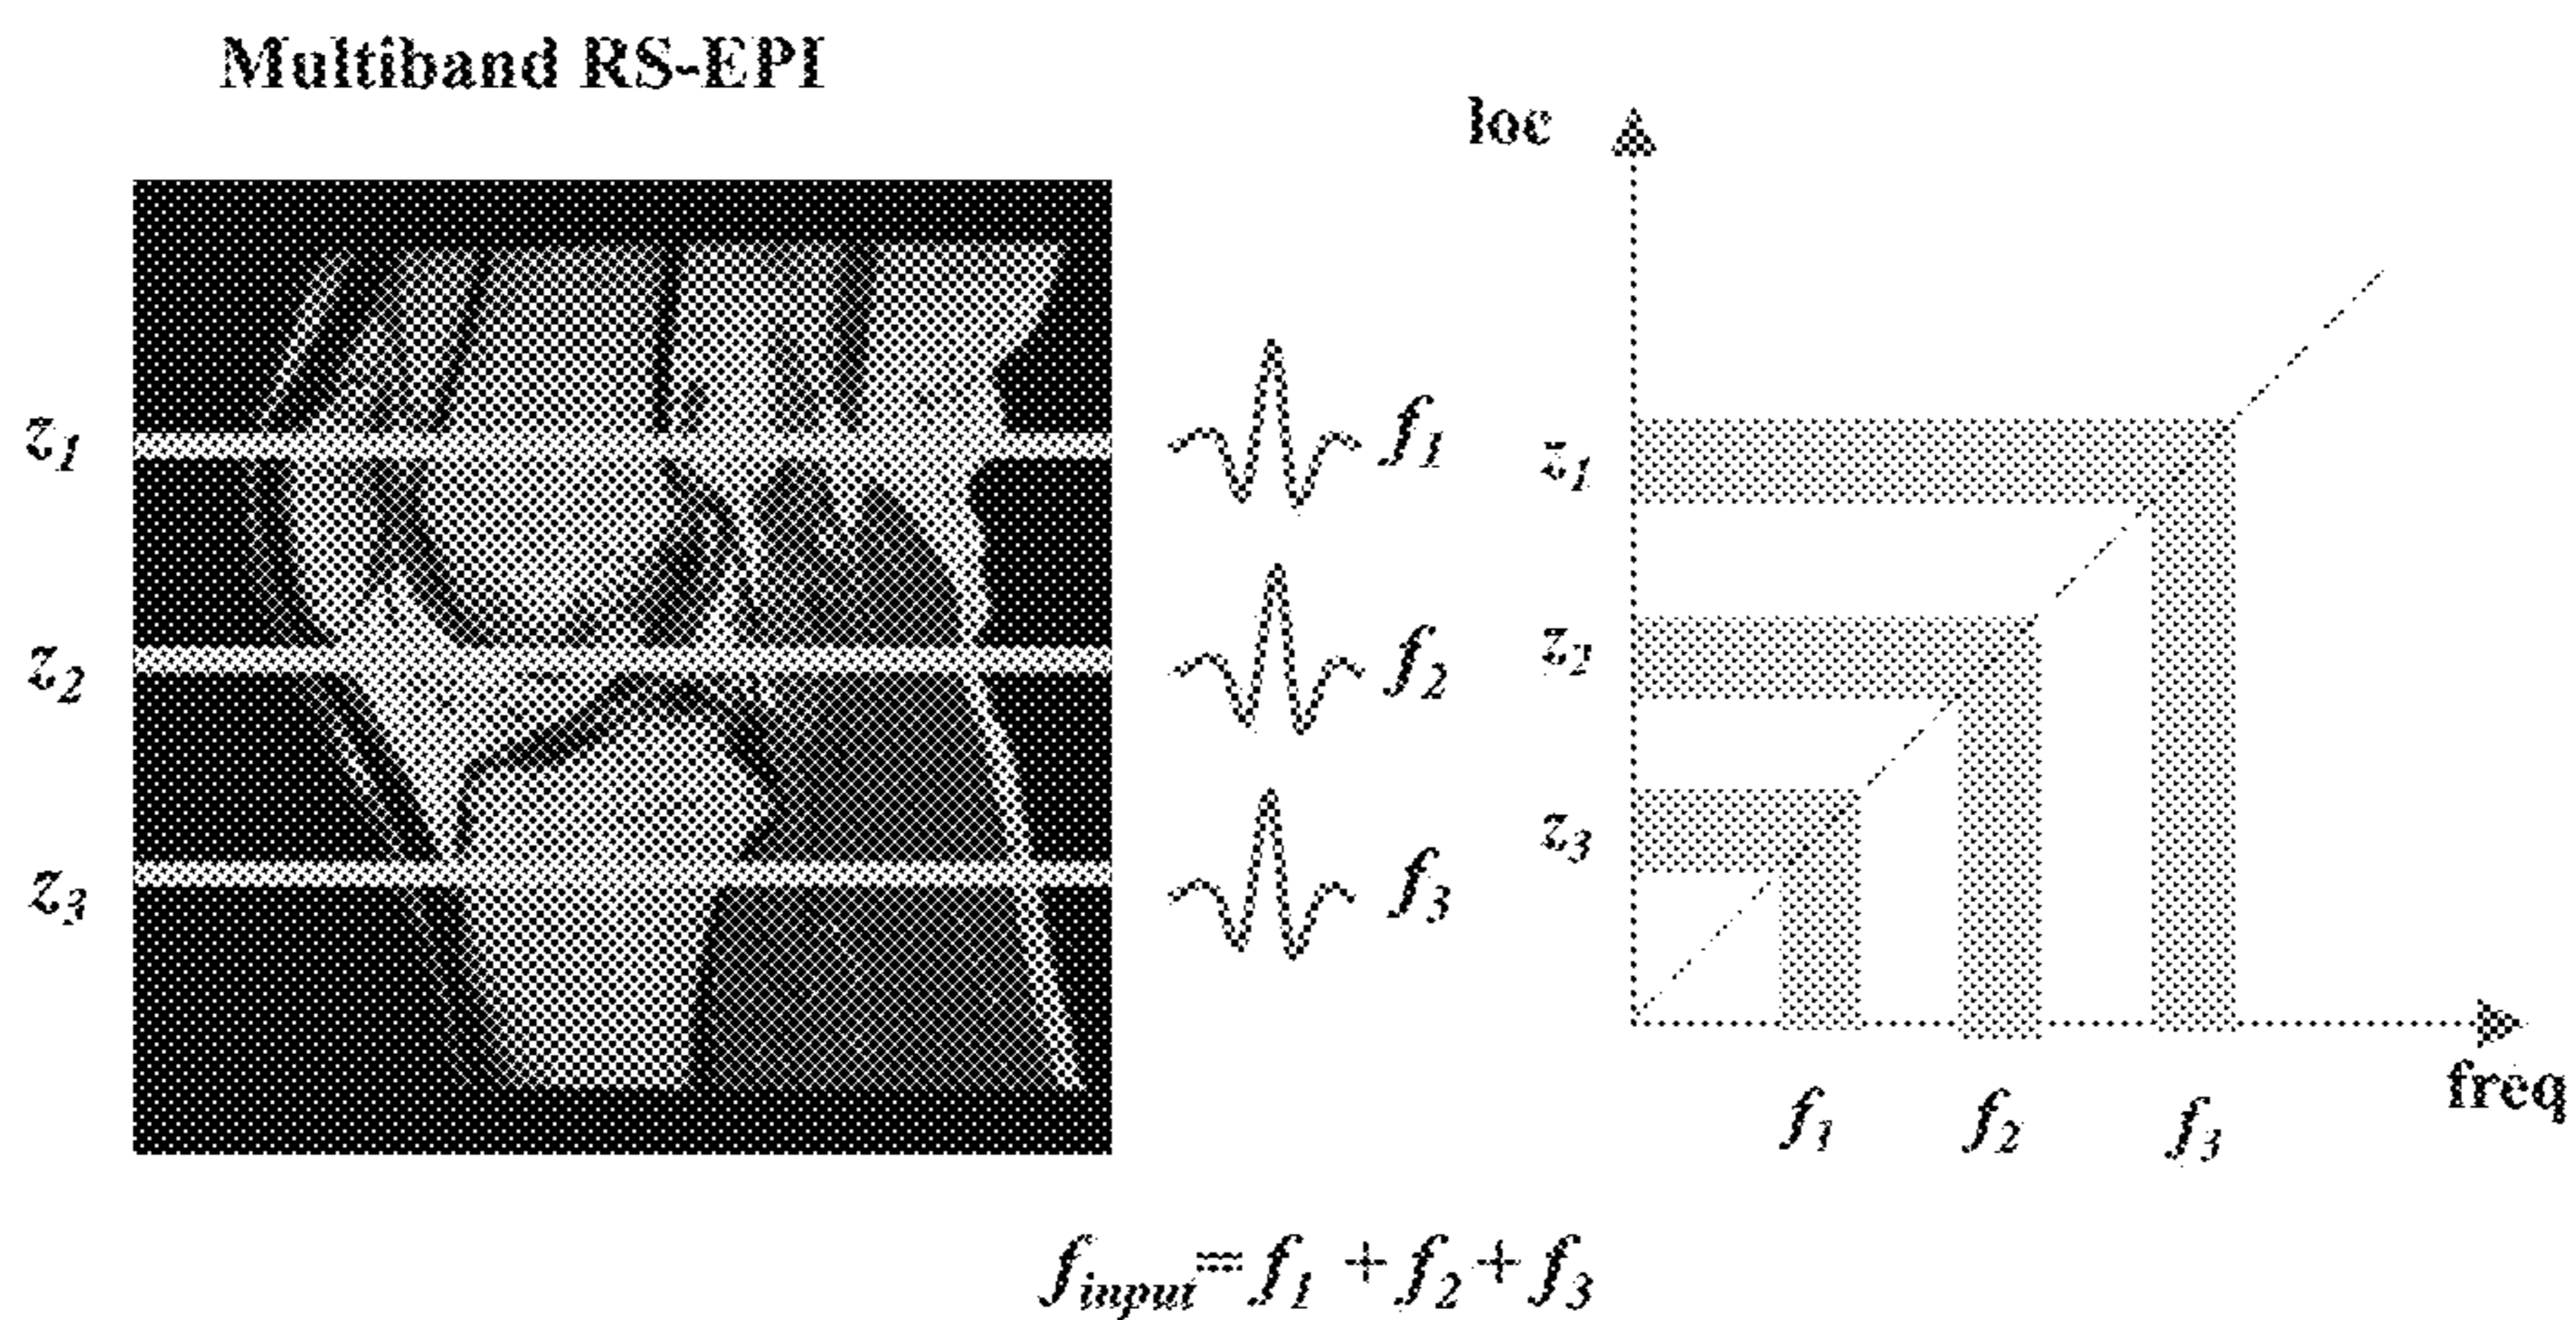 Multiband RS-EPI
loc
z1
f1
z1
z2
f2
z2
z3
f3
z3
freq
f1
f2
f3
finput=f1+f2+f3